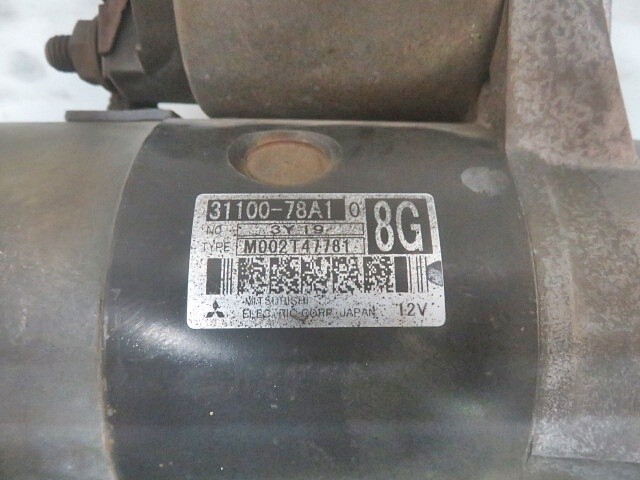 31100-78A1 0
8G
NO 3Y19
TYPE M002T47781
MITSUBISHI
ELECTRIC CORP. JAPAN 12V